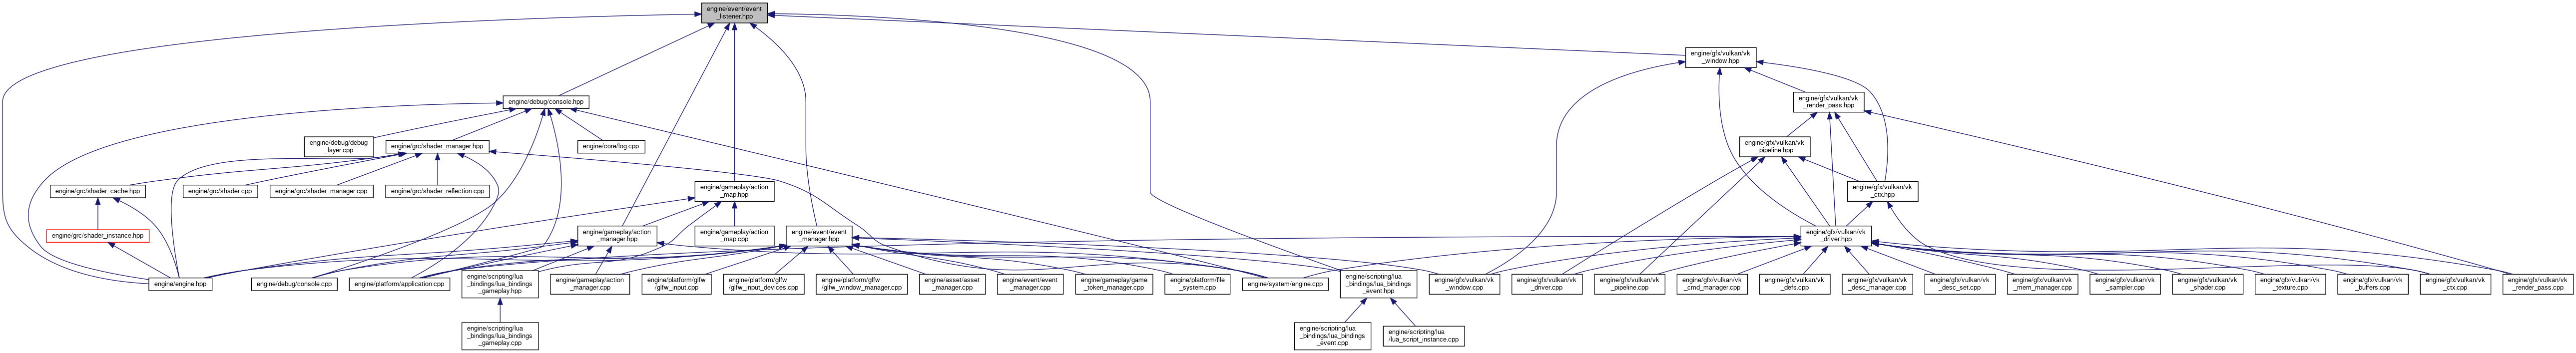 engine/event/event
_listener.hpp
engine/gfx/vulkan/vk
_window.hpp
engine/debug/console.hpp
engine/gfx/vulkan/vk
_render_pass.hpp
engine/debug/debug
_layer.cpp
engine/grc/shader_manager.hpp
engine/core/log.cpp
engine/gfx/vulkan/vk
_pipeline.hpp
engine/grc/shader_cache.hpp
engine/grc/shader.cpp
engine/grc/shader_manager.cpp
engine/grc/shader_reflection.cpp
engine/gameplay/action
_map.hpp
engine/gfx/vulkan/vk
_ctx.hpp
engine/grc/shader_instance.hpp
engine/gameplay/action
_manager.hpp
engine/gameplay/action
_map.cpp
engine/event/event
_manager.hpp
engine/gfx/vulkan/vk
_driver.hpp
engine/engine.hpp
engine/debug/console.cpp
engine/platform/application.cpp
engine/scripting/lua
_bindings/lua_bindings
_gameplay.hpp
engine/gameplay/action
_manager.cpp
engine/platform/glfw
/glfw_input.cpp
engine/platform/glfw
/glfw_input_devices.cpp
engine/platform/glfw
/glfw_window_manager.cpp
engine/asset/asset
_manager.cpp
engine/event/event
_manager.cpp
engine/gameplay/game
_token_manager.cpp
engine/platform/file
_system.cpp
engine/system/engine.cpp
engine/scripting/lua
_bindings/lua_bindings
_event.hpp
engine/gfx/vulkan/vk
_window.cpp
engine/gfx/vulkan/vk
_driver.cpp
engine/gfx/vulkan/vk
_pipeline.cpp
engine/gfx/vulkan/vk
_cmd_manager.cpp
engine/gfx/vulkan/vk
_defs.cpp
engine/gfx/vulkan/vk
_desc_manager.cpp
engine/gfx/vulkan/vk
_desc_set.cpp
engine/gfx/vulkan/vk
_mem_manager.cpp
engine/gfx/vulkan/vk
_sampler.cpp
engine/gfx/vulkan/vk
_shader.cpp
engine/gfx/vulkan/vk
_texture.cpp
engine/gfx/vulkan/vk
_buffers.cpp
engine/gfx/vulkan/vk
_ctx.cpp
engine/gfx/vulkan/vk
_render_pass.cpp
engine/scripting/lua
_bindings/lua_bindings
_gameplay.cpp
engine/scripting/lua
_bindings/lua_bindings
_event.cpp
engine/scripting/lua
/lua_script_instance.cpp